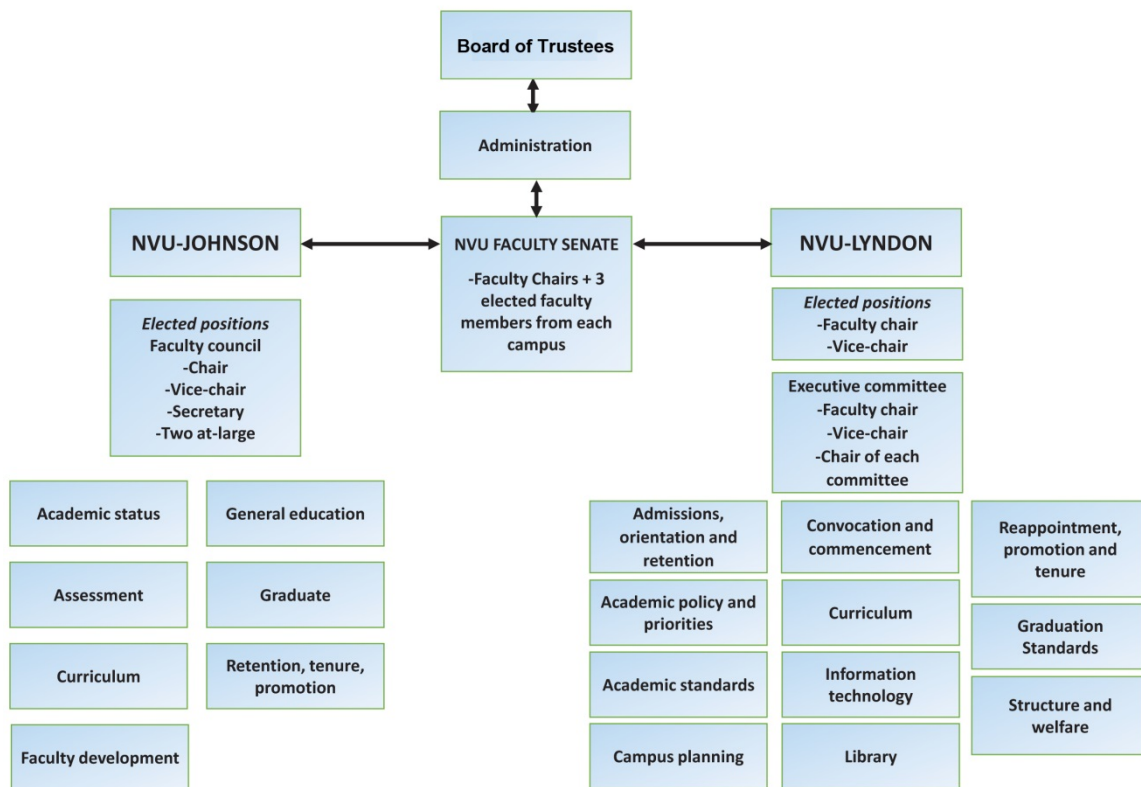 Board of Trustees
Administration
NVU-JOHNSON
NVU FACULTY SENATE
-Faculty Chairs + 3
elected faculty
members from each
campus
NVU-LYNDON
Elected positions
Faculty council
-Chair
-Vice-chair
-Secretary
-Two at-large
Elected positions
-Faculty chair
-Vice-chair
Executive committee
-Faculty chair
-Vice-chair
-Chair of each
committee
Academic status
General education
Assessment
Graduate
Curriculum
Retention, tenure,
promotion
Faculty development
Admissions,
orientation and
retention
Convocation and
commencement
Reappointment,
promotion and
tenure
Academic policy and
priorities
Curriculum
Graduation
Standards
Academic standards
Information
technology
Structure and
welfare
Campus planning
Library